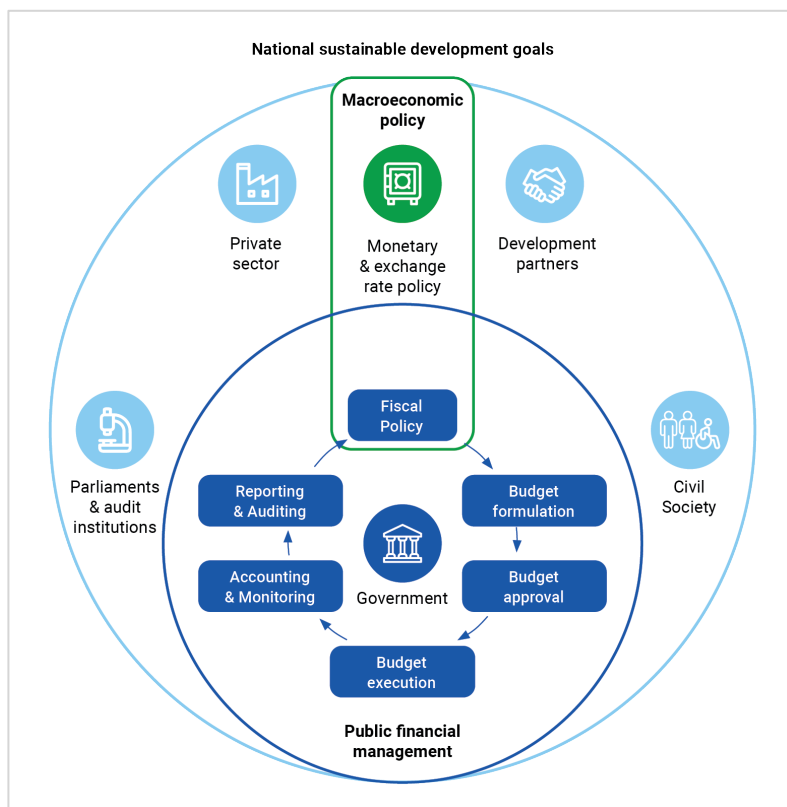 National sustainable development goals
Macroeconomic
policy
Private
sector
Monetary
& exchange
rate policy
Development
partners
Fiscal
Policy
Parliaments
& audit
institutions
Reporting
& Auditing
Budget
formulation
Civil
Society
Accounting
& Monitoring
Government
Budget
approval
Budget
execution
Public financial
management